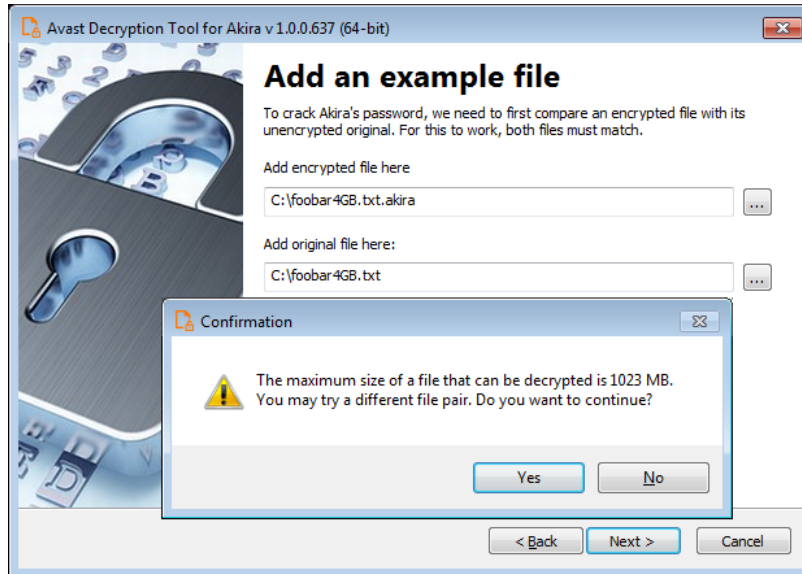 Avast Decryption Tool for Akira v 1.0.0.637 (64-bit)
Add an example file
To crack Akira's password, we need to first compare an encrypted file with its
unencrypted original. For this to work, both files must match.
Add encrypted file here
C:\foobar4GB.txt.akira
...
Add original file here:
C:\foobar4GB.txt
...
Confirmation
The maximum size of a file that can be decrypted is 1023 MB.
You may try a different file pair. Do you want to continue?
Yes
No
< Back
Next >
Cancel